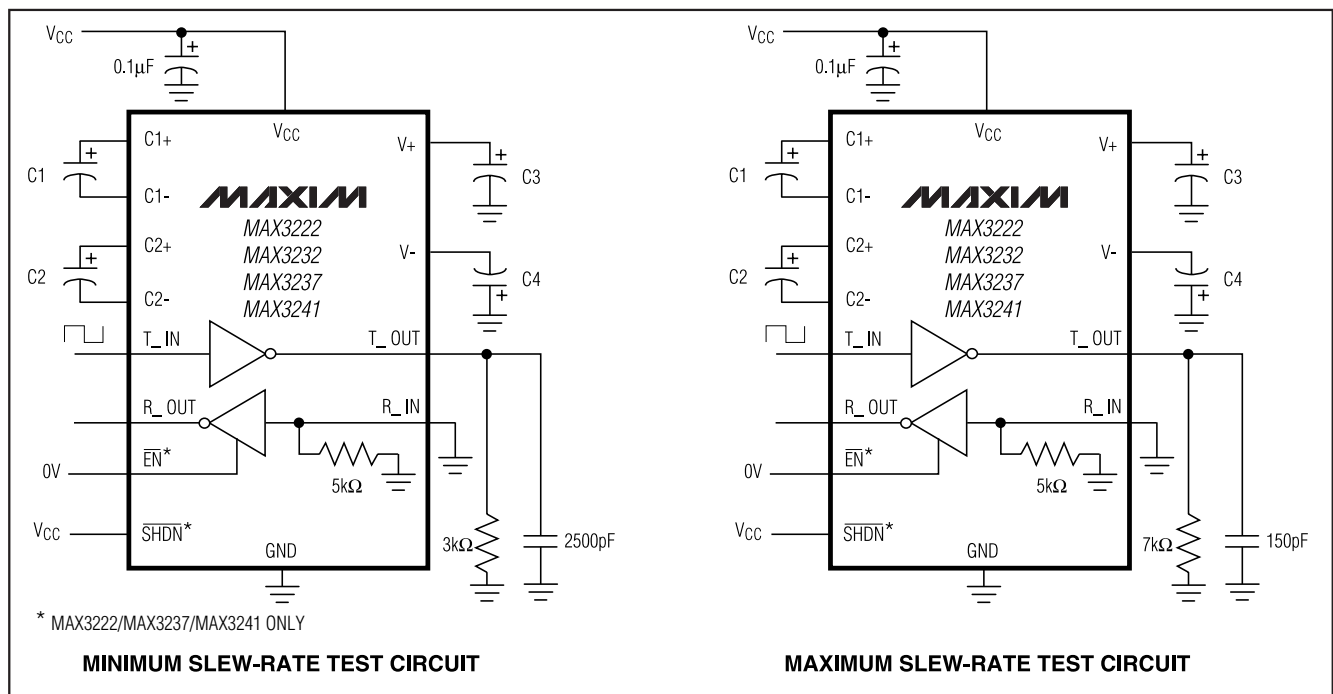 VCC
0.1µF
+
VCC
C1+
V+
+
C1
+
C3
C1-
MAXIM
MAX3222
C2+
MAX3232
V-
C2
+
MAX3237
C4
C2-
MAX3241
+
T_IN
T_OUT
R_OUT
R_IN
0V
EN*
5kΩ
VCC
SHDN*
3kΩ
2500pF
GND
* MAX3222/MAX3237/MAX3241 ONLY
MINIMUM SLEW-RATE TEST CIRCUIT
VCC
0.1µF
+
VCC
C1+
V+
+
C1
+
C3
C1-
MAXIM
MAX3222
C2+
MAX3232
V-
C2
+
MAX3237
C4
C2-
MAX3241
+
T_IN
T_OUT
R_OUT
R_IN
0V
EN*
5kΩ
VCC
SHDN*
7kΩ
150pF
GND
MAXIMUM SLEW-RATE TEST CIRCUIT